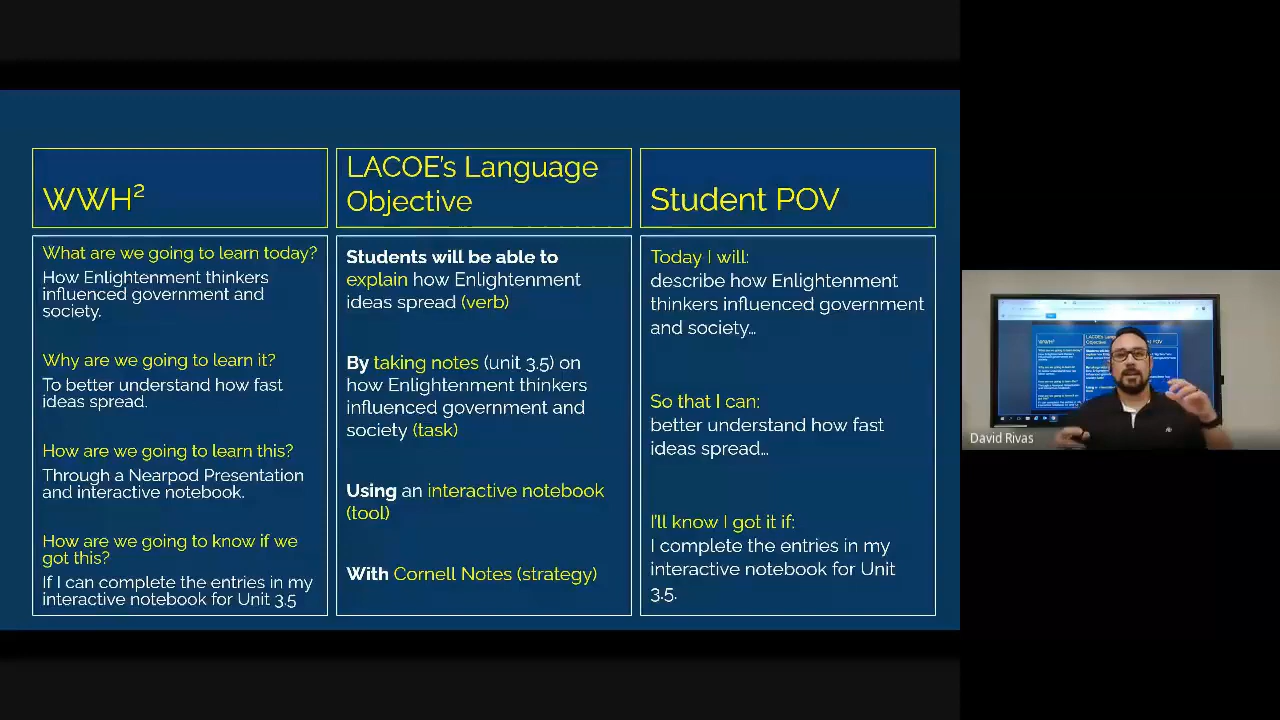 WWH²
What are we going to learn today?
How Enlightenment thinkers
influenced government and
society.
Why are we going to learn it?
To better understand how fast
ideas spread.
How are we going to learn this?
Through a Nearpod Presentation
and interactive notebook.
How are we going to know if we
got this?
If I can complete the entries in my
interactive notebook for Unit 3.5
LACOE's Language
Objective
Students will be able to
explain how Enlightenment
ideas spread (verb)
By taking notes (unit 3.5) on
how Enlightenment thinkers
influenced government and
society (task)
Using an interactive notebook
(tool)
With Cornell Notes (strategy)
Student POV
Today I will:
describe how Enlightenment
thinkers influenced government
and society…
So that I can:
better understand how fast
ideas spread…
I'll know I got it if:
I complete the entries in my
interactive notebook for Unit
3.5.
David Rivas